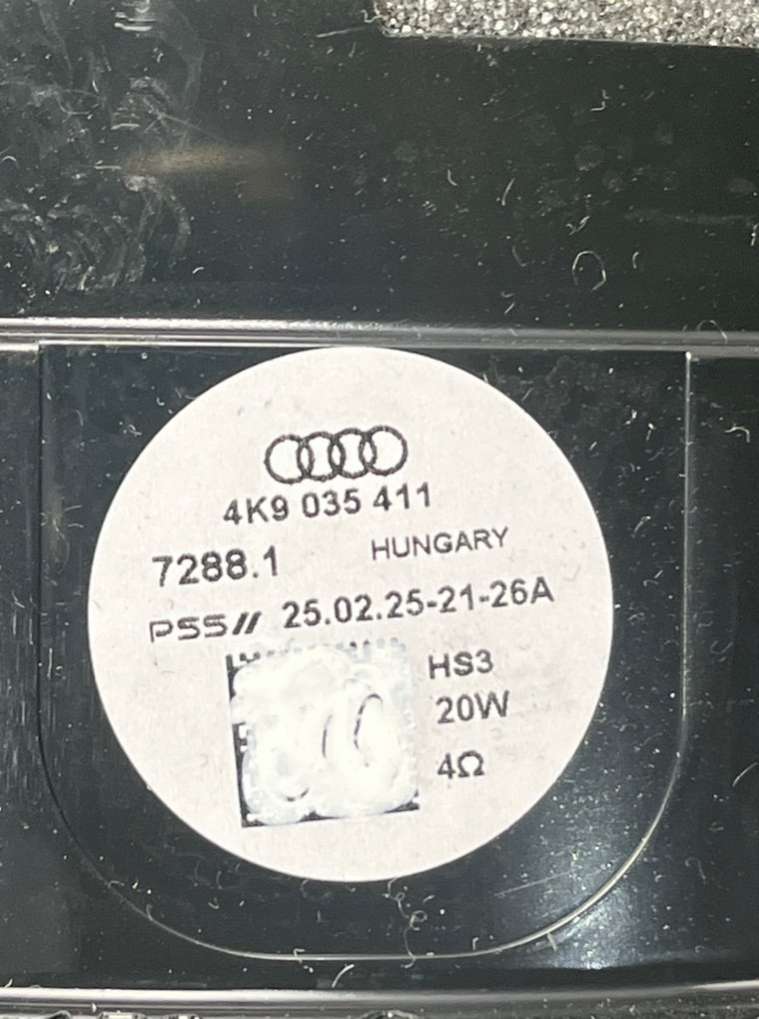 4K9 035 411
7288.1 HUNGARY
PSS// 25.02.25-21-26A
HS3
20W
4Ω